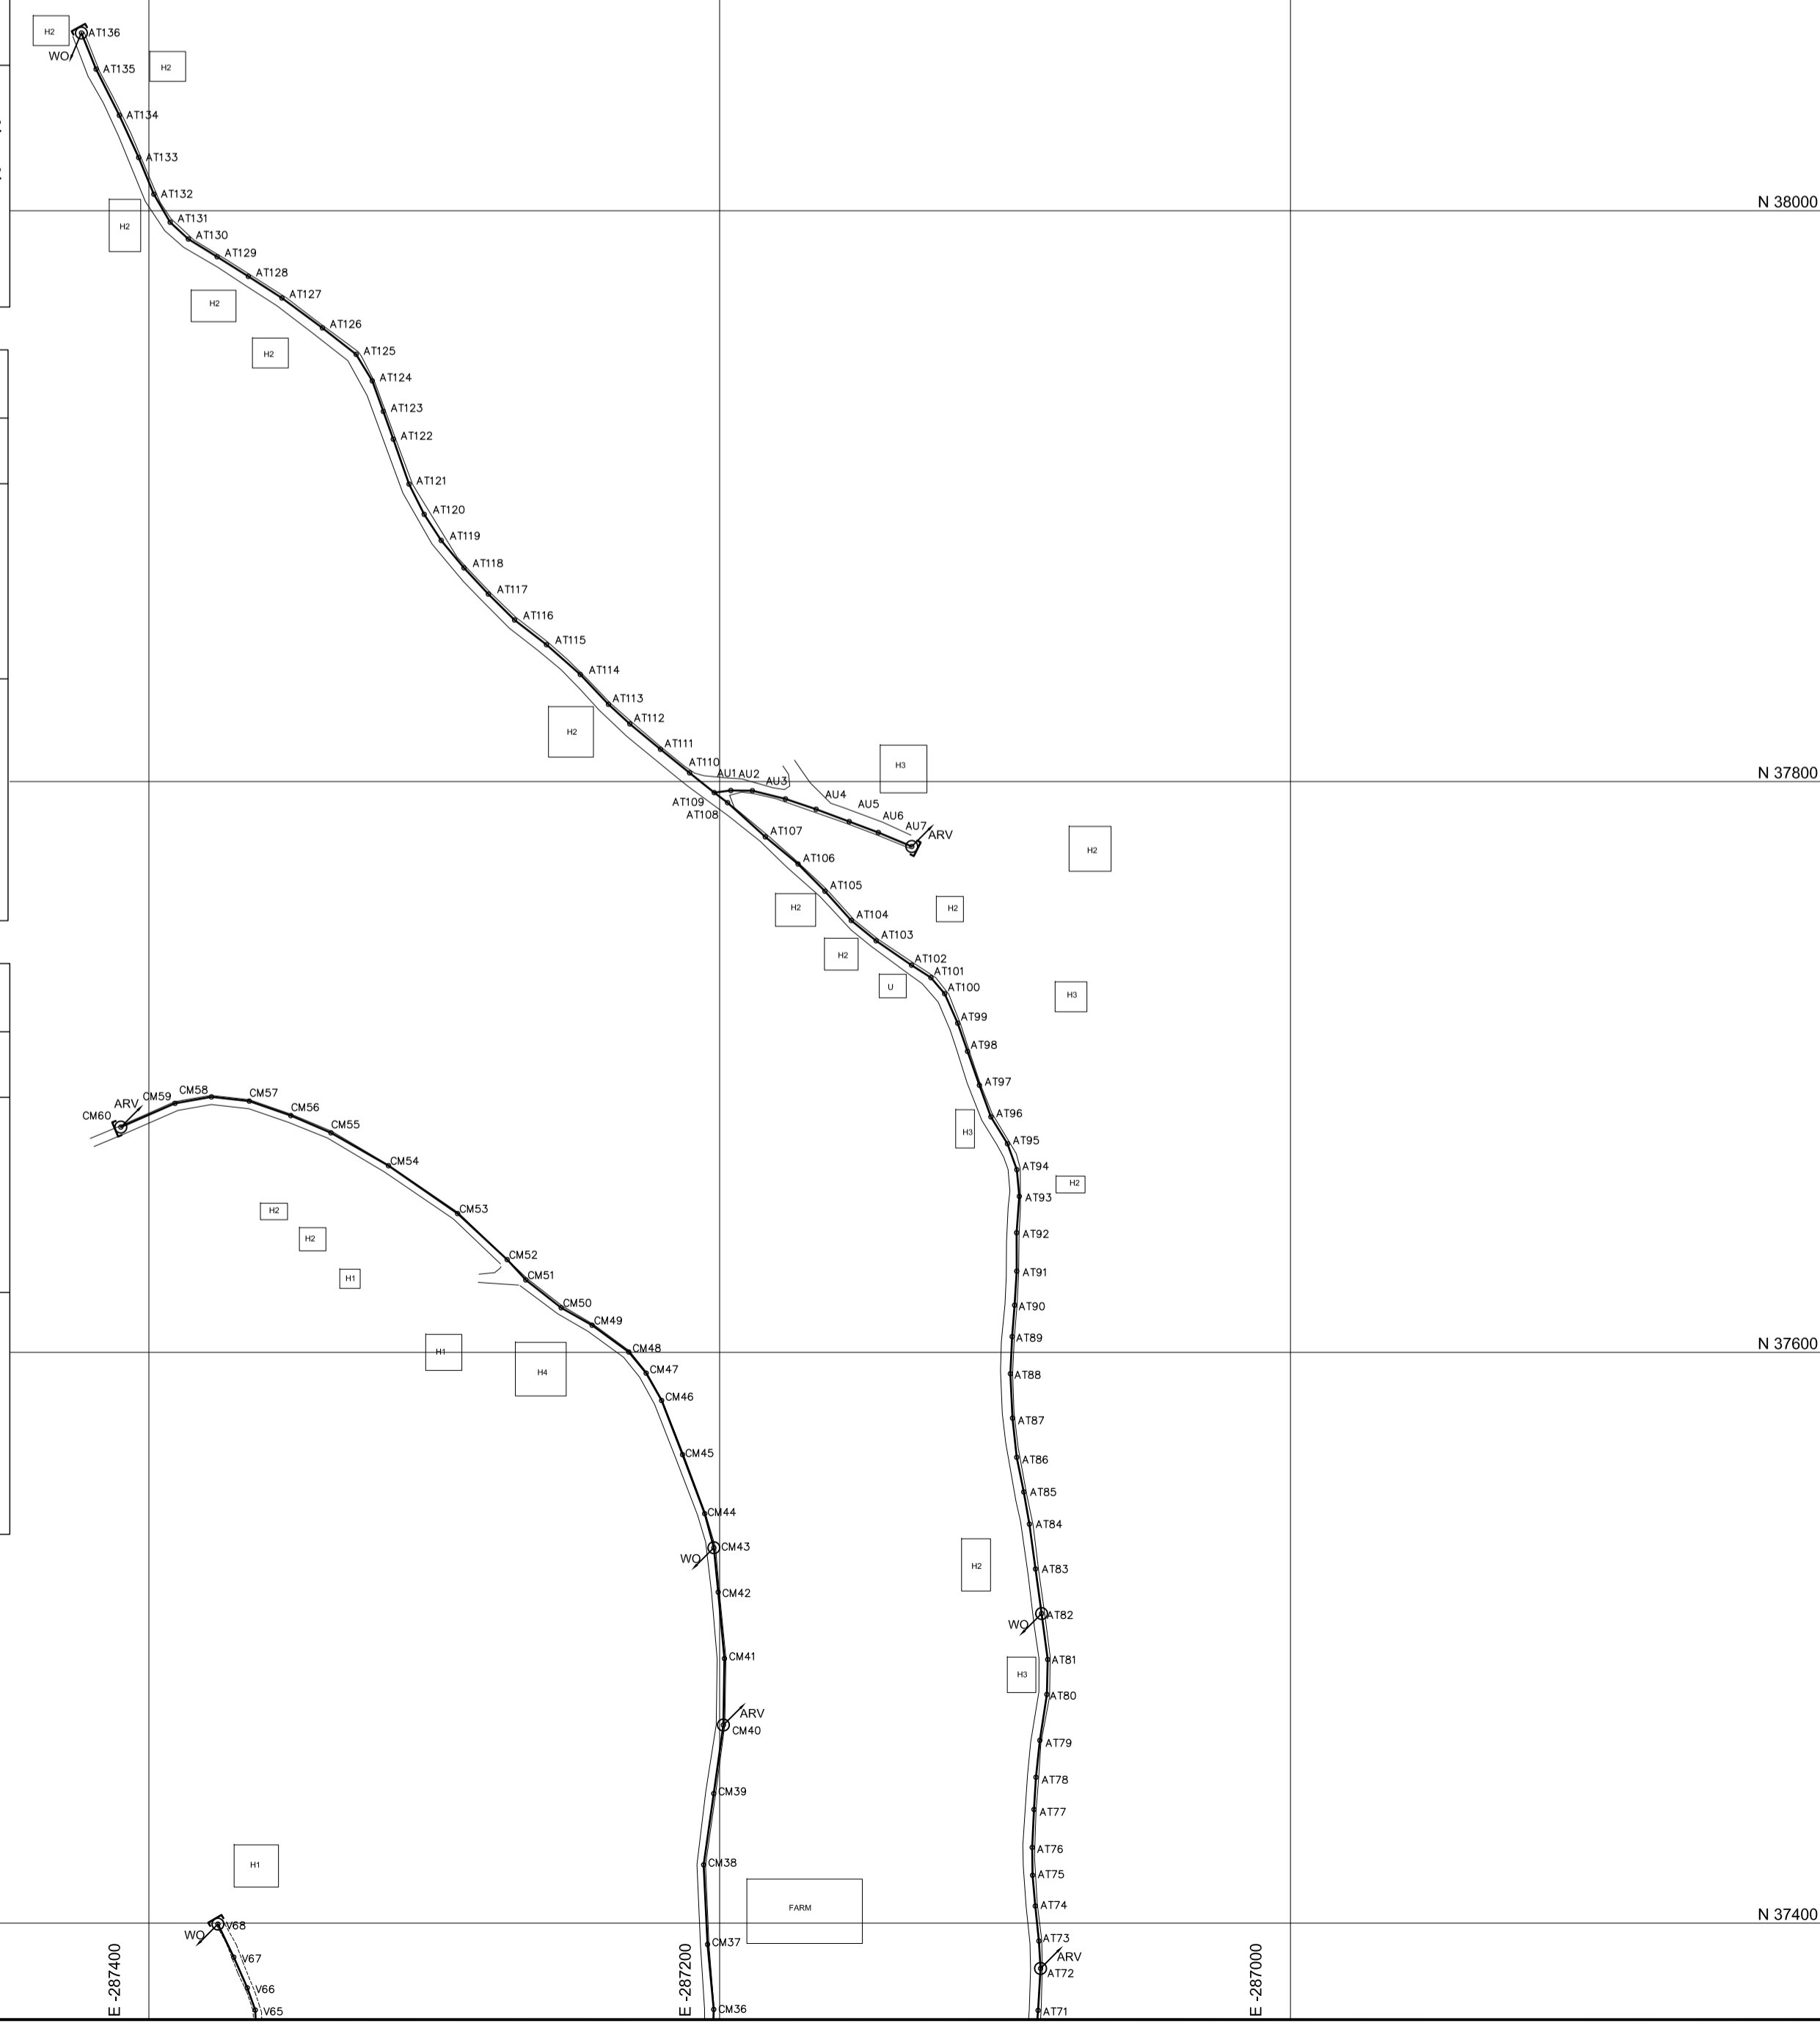 H2
AT136
WO
AT135
H2
AT134
AT133
AT132
H2
AT131
AT130
AT129
AT128
AT127
H2
AT126
H2
AT125
AT124
AT123
AT122
AT121
AT120
AT119
AT118
AT117
AT116
AT115
AT114
AT113
H2
AT112
AT111
AT110
N 38000
N 37800
AU1
AU2
AU3
AU4
AU5
AU6
AU7
ARV
H3
H2
AT109
AT108
AT107
AT106
AT105
H2
H2
AT104
AT103
H2
AT102
U
AT101
AT100
H3
AT99
AT98
AT97
AT96
H3
AT95
AT94
H2
AT93
AT92
AT91
AT90
AT89
AT88
AT87
AT86
AT85
AT84
H2
AT83
AT82
WO
AT81
H3
AT80
AT79
AT78
AT77
AT76
AT75
AT74
AT73
ARV
AT72
AT71
ARV
CM60
CM59
CM58
CM57
CM56
CM55
CM54
CM53
H2
H2
H1
CM52
CM51
CM50
CM49
CM48
H1
H4
N 37600
CM47
CM46
CM45
CM44
CM43
WO
CM42
CM41
ARV
CM40
CM39
CM38
FARM
CM37
CM36
H1
V68
WO
V67
V66
V65
N 37400
E -287400
E -287200
E -287000